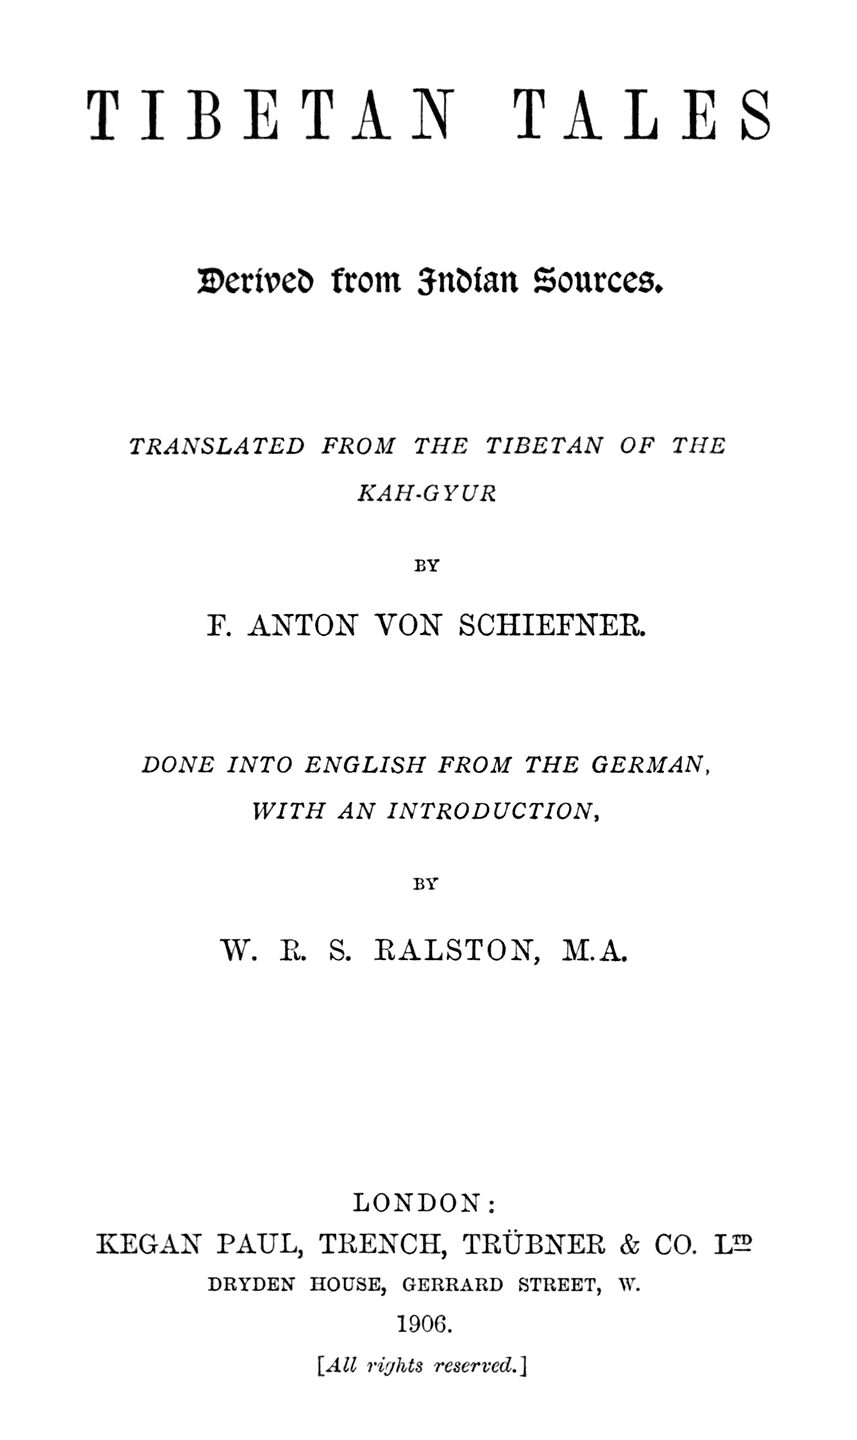 TIBETAN TALES
Derived from Indian Sources.
TRANSLATED FROM THE TIBETAN OF THE
KAH-GYUR
BY
F. ANTON VON SCHIEFNER.
DONE INTO ENGLISH FROM THE GERMAN,
WITH AN INTRODUCTION,
BY
W. R. S. RALSTON, M.A.
LONDON:
KEGAN PAUL, TRENCH, TRÜBNER & CO. LTD
DRYDEN HOUSE, GERRARD STREET, W.
1906.
[All rights reserved.]